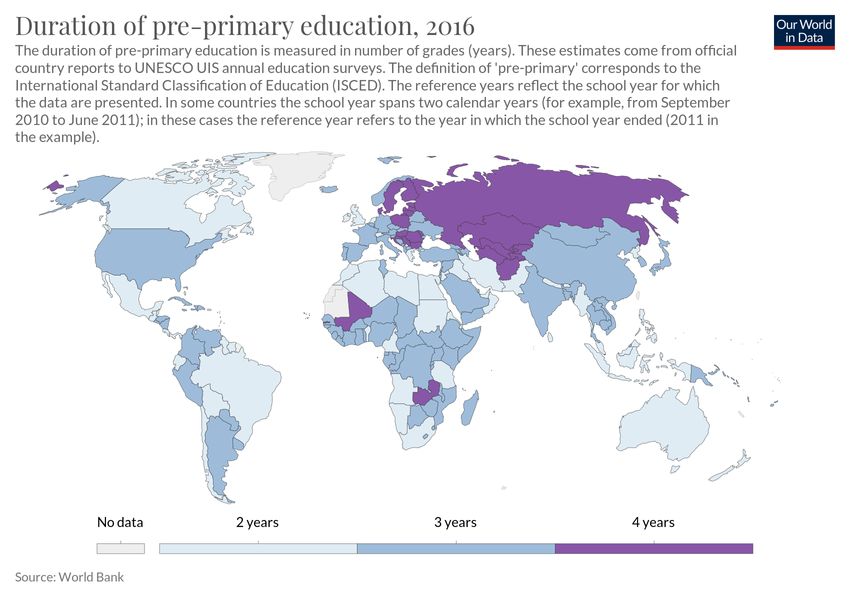 Duration of pre-primary education, 2016
Our World
in Data
The duration of pre-primary education is measured in number of grades (years). These estimates come from official
country reports to UNESCO UIS annual education surveys. The definition of 'pre-primary' corresponds to the
International Standard Classification of Education (ISCED). The reference years reflect the school year for which
the data are presented. In some countries the school year spans two calendar years (for example, from September
2010 to June 2011); in these cases the reference year refers to the year in which the school year ended (2011 in
the example).
No data
2 years
3 years
4 years
Source: World Bank